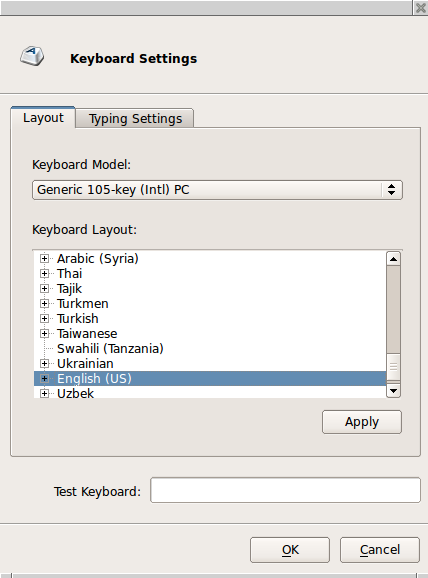 Keyboard Settings
Layout
Typing Settings
Keyboard Model:
Generic 105-key (Intl) PC
Keyboard Layout:
Arabic (Syria)
Thai
Tajik
Turkmen
Turkish
Taiwanese
Swahili (Tanzania)
Ukrainian
English (US)
Uzbek
Apply
Test Keyboard:
OK
Cancel